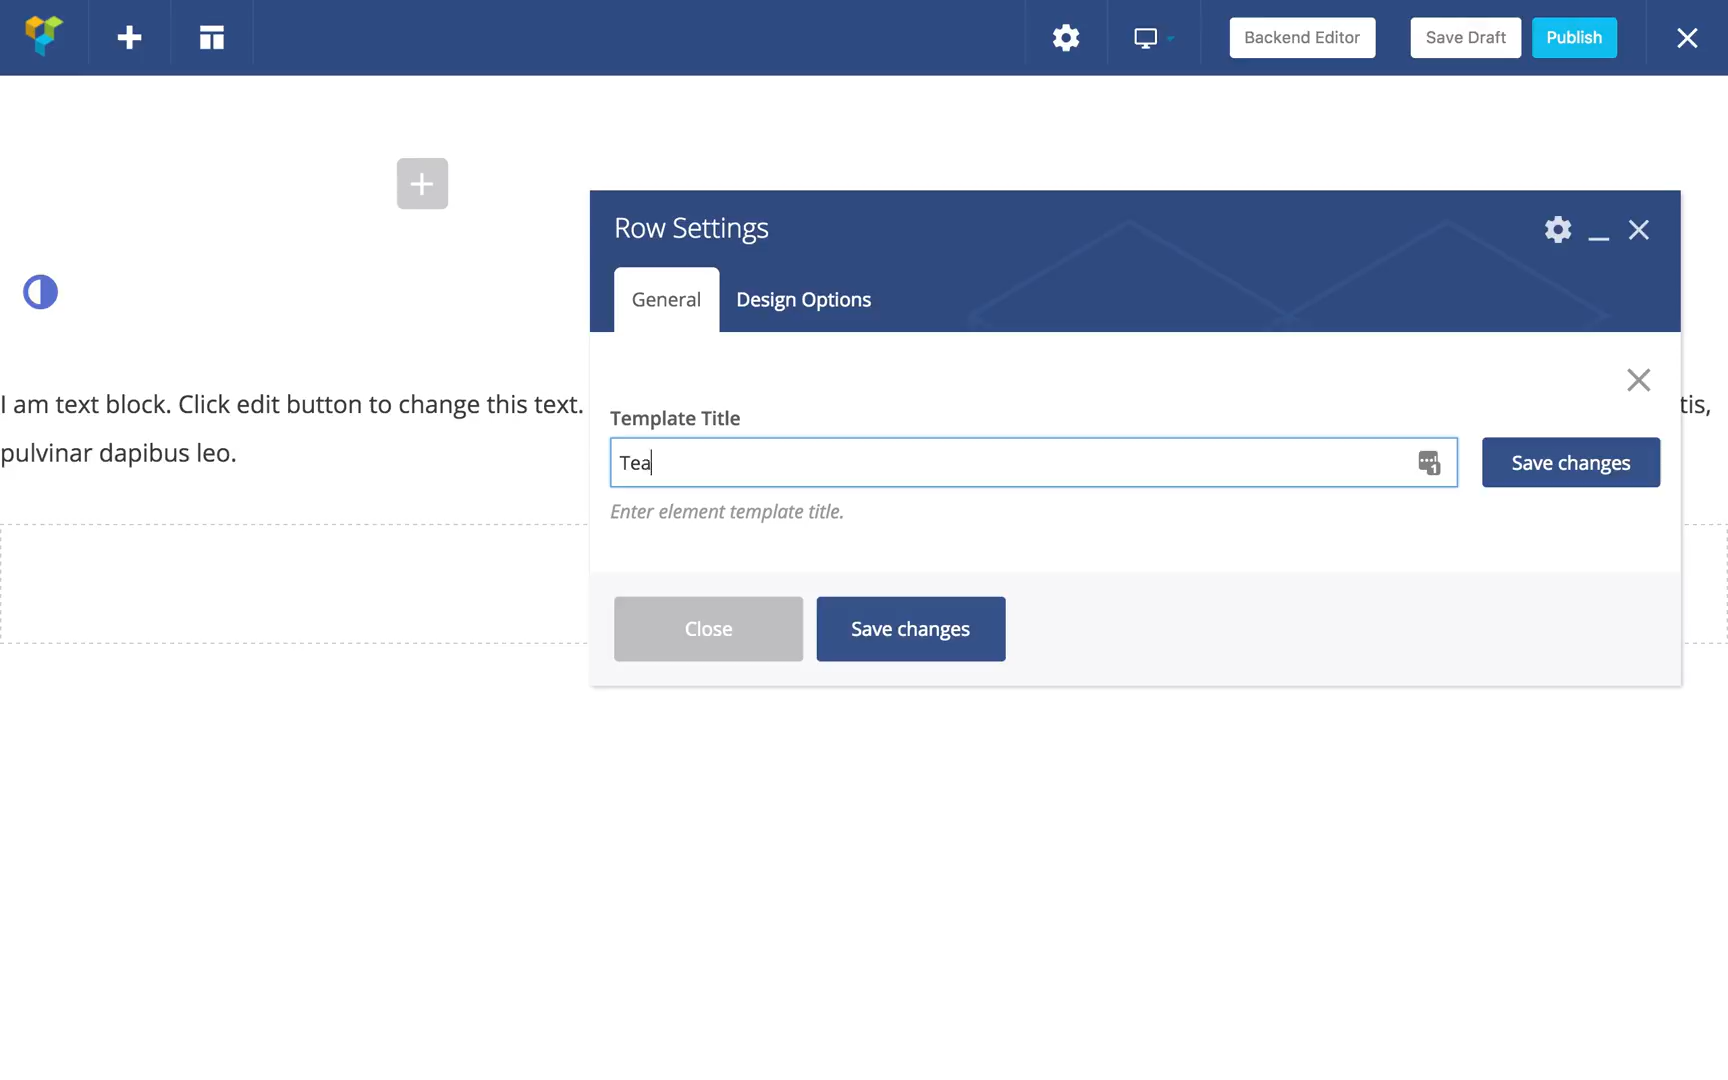 Backend Editor
Save Draft
Publish
Row Settings
General
Design Options
I am text block. Click edit button to change this text.
tis,
pulvinar dapibus leo.
Template Title
Tea
1
Save changes
Enter element template title.
Close
Save changes